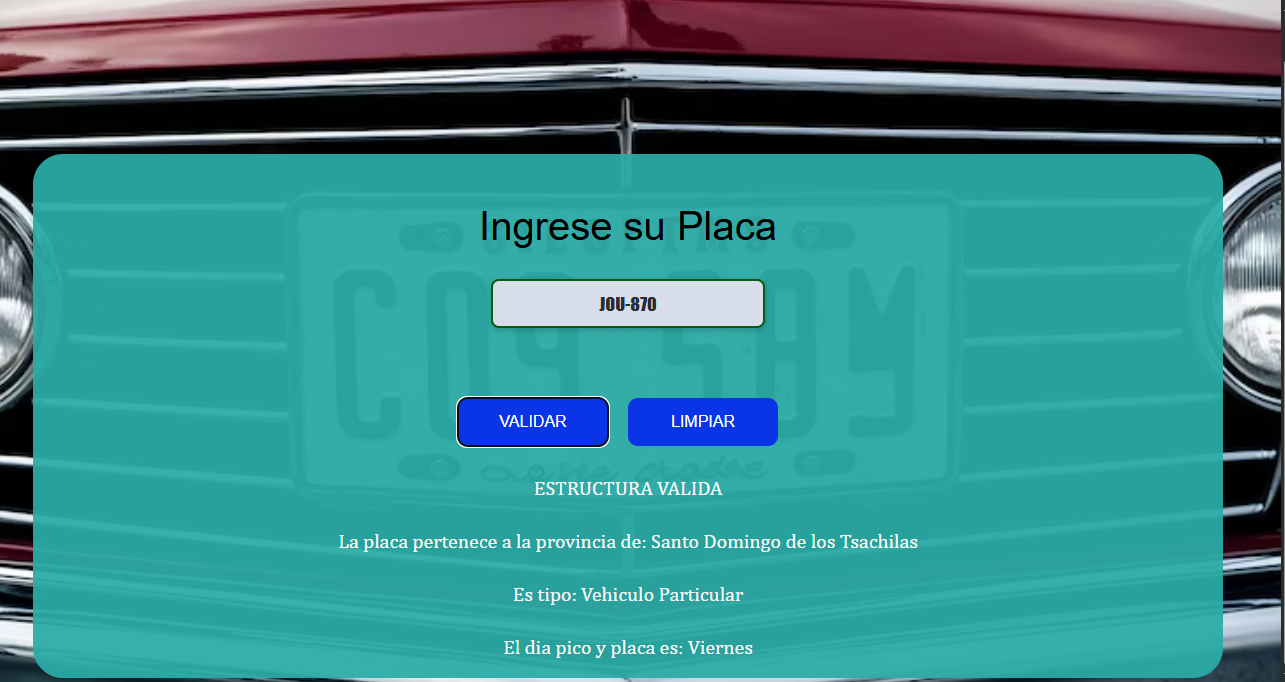 Ingrese su Placa
JOU-870
VALIDAR LIMPIAR
ESTRUCTURA VALIDA
La placa pertenece a la provincia de: Santo Domingo de los Tsachilas
Es tipo: Vehiculo Particular
El dia pico y placa es: Viernes